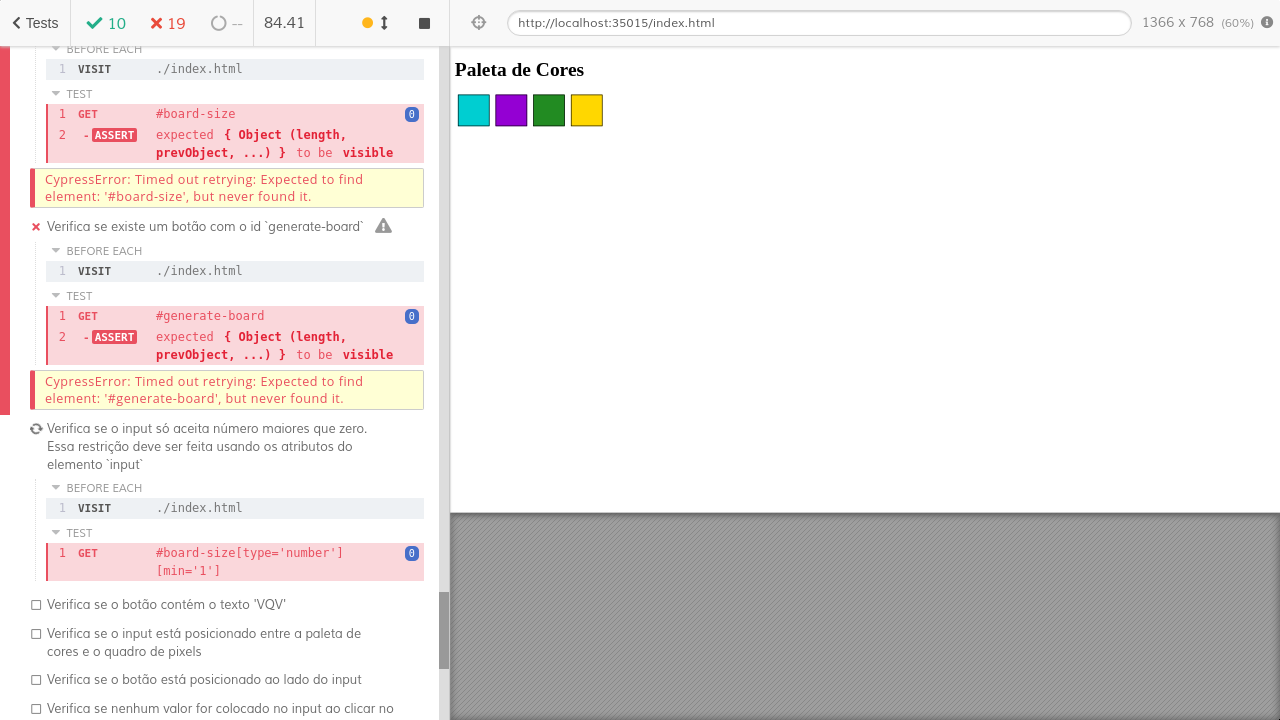 Tests 10 19 -- 84.41
http://localhost:35015/index.html 1366 x 768 (60%)
BEFORE EACH
1 VISIT ./index.html
TEST
1 GET #board-size 0
2 -ASSERT expected { Object (length,
prevObject, ...) } to be visible
CypressError: Timed out retrying: Expected to find
element: '#board-size', but never found it.
Verifica se existe um botão com o id `generate-board`
BEFORE EACH
1 VISIT ./index.html
TEST
1 GET #generate-board 0
2 -ASSERT expected { Object (length,
prevObject, ...) } to be visible
CypressError: Timed out retrying: Expected to find
element: '#generate-board', but never found it.
Verifica se o input só aceita número maiores que zero.
Essa restrição deve ser feita usando os atributos do
elemento `input`
BEFORE EACH
1 VISIT ./index.html
TEST
1 GET #board-size[type='number'] 0
[min='1']
Verifica se o botão contém o texto 'VQV'
Verifica se o input está posicionado entre a paleta de
cores e o quadro de pixels
Verifica se o botão está posicionado ao lado do input
Verifica se nenhum valor for colocado no input ao clicar no
Paleta de Cores